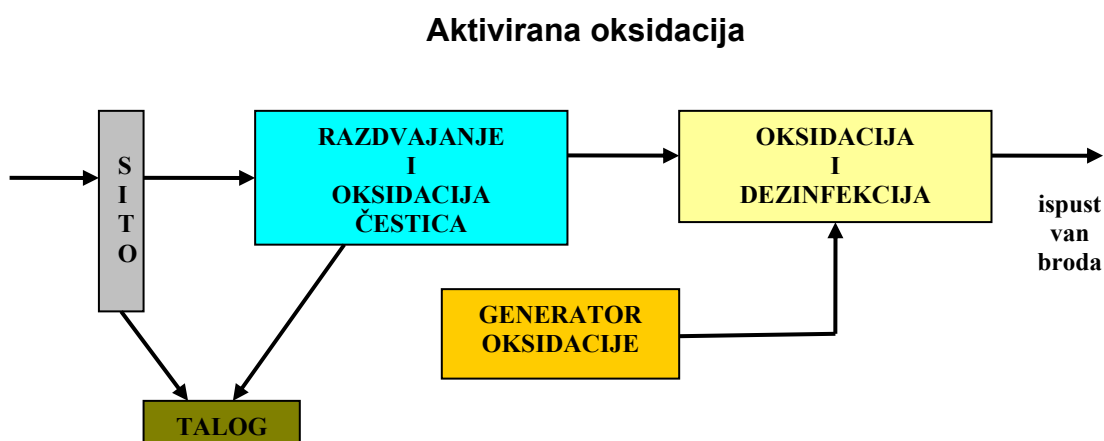 Aktivirana oksidacija
S
I
T
O
RAZDVAJANJE
I
OKSIDACIJA
ČESTICA
OKSIDACIJA
I
DEZINFEKCIJA
ispust
van
broda
GENERATOR
OKSIDACIJE
TALOG